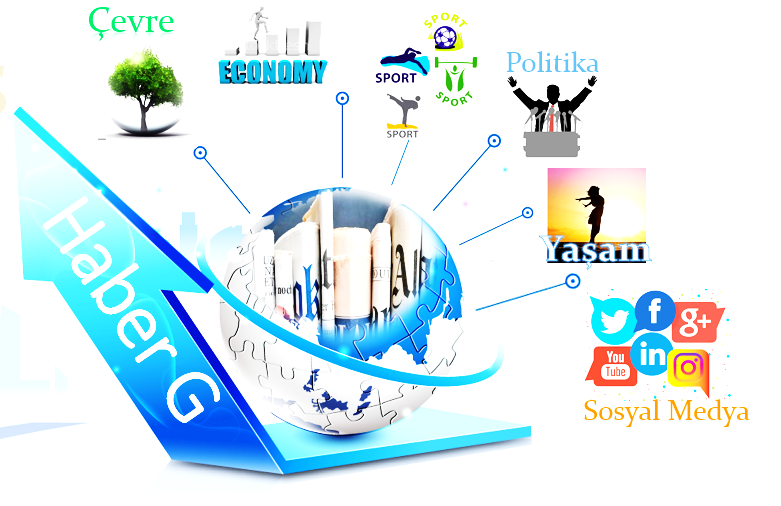 Çevre
ECONOMY
SPORT
SPORT
SPORT
SPORT
Politika
Yaşam
Haber G
g+
You
Tube
in
f
Sosyal Medya